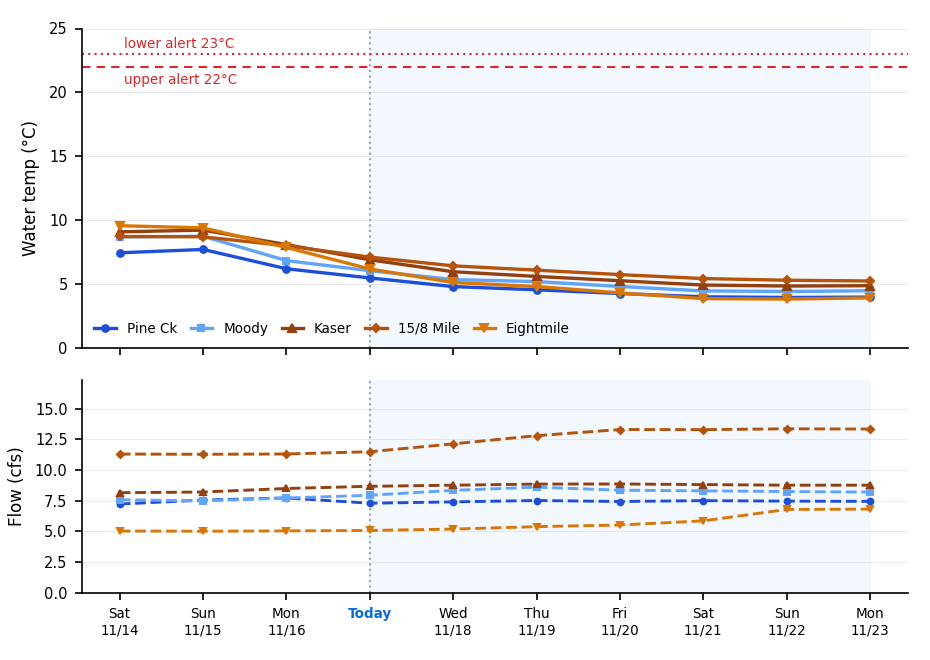 25
lower alert 23°C
upper alert 22°C
20
15
10
5
0
Water temp (°C)
Pine Ck
Moody
Kaser
15/8 Mile
Eightmile
15.0
12.5
10.0
7.5
5.0
2.5
0.0
Flow (cfs)
Sat
11/14
Sun
11/15
Mon
11/16
Today
Wed
11/18
Thu
11/19
Fri
11/20
Sat
11/21
Sun
11/22
Mon
11/23